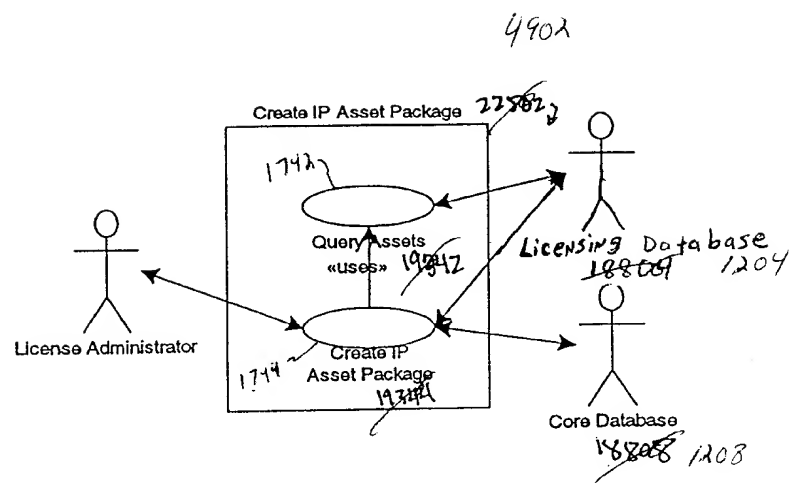 4902
Create IP Asset Package
1742
Query Assets
«uses»
Licensing Database
1204
License Administrator
Create IP
Asset Package
1744
Core Database
1208